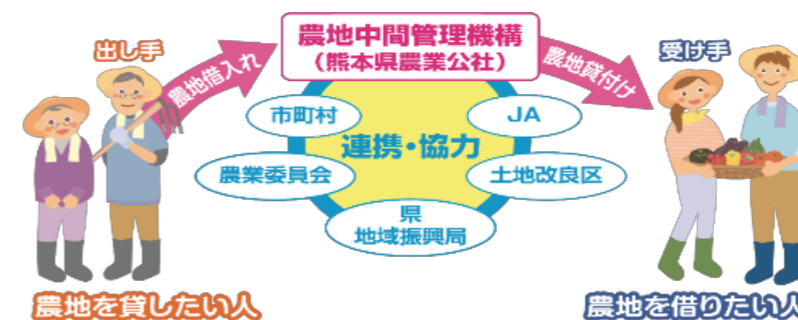 農地中間管理機構
（熊本県農業公社）
出し手
農地借入れ
農地貸付け
受け手
市町村
JA
連携・協力
農業委員会
土地改良区
県
地域振興局
農地を貸したい人
農地を借りたい人